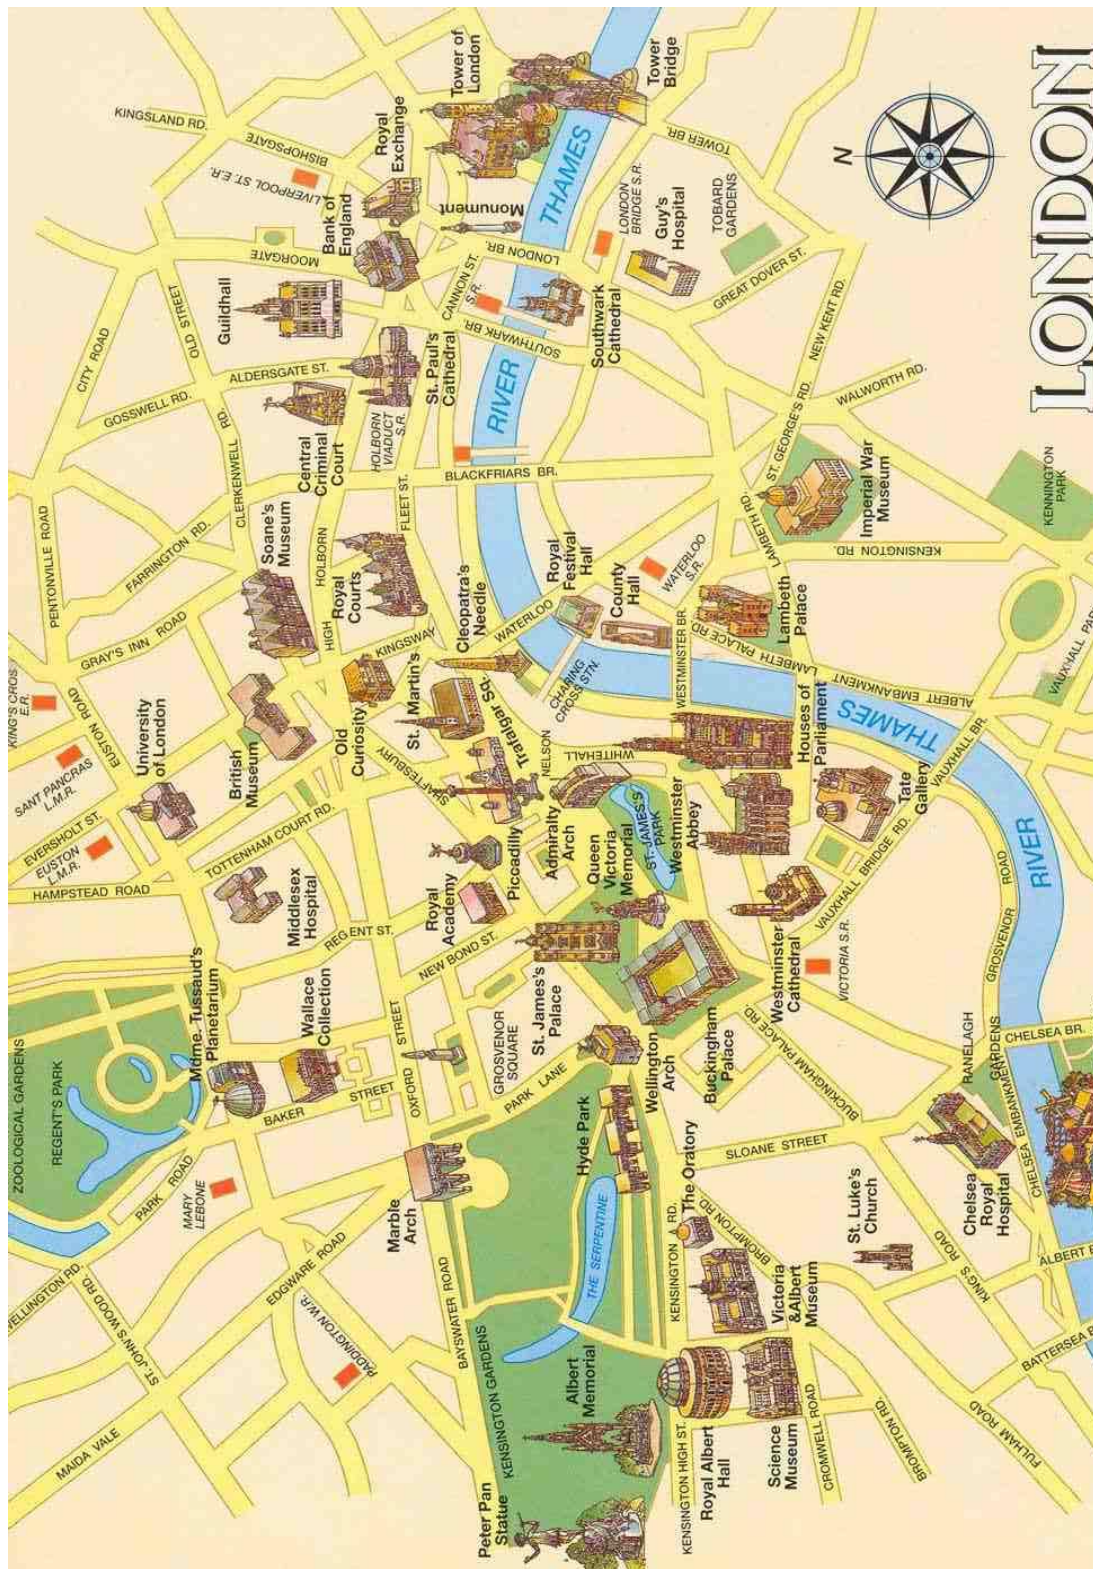 LONDON
N
KINGSLAND RD.
BISHOPSGATE
LIVERPOOL ST. E.R.
Royal
Exchange
Tower of
London
Tower
Bridge
THAMES
TOWER BR.
Bank of
England
Monument
LONDON
BRIDGE S.R.
Guy's
Hospital
TOBARD
GARDENS
MOORGATE
LONDON BR.
GREAT DOVER ST.
CITY ROAD
OLD STREET
Guildhall
CANNON ST.
S.R.
SOUTHWARK BR.
Southwark
Cathedral
NEW KENT RD.
GOSSWELL RD.
ALDERSGATE ST.
St. Paul's
Cathedral
RIVER
WALWORTH RD.
CLERKENWELL RD.
Central
Criminal
Court
HOLBORN
VIADUCT
S.R.
BLACKFRIARS BR.
ST. GEORGE'S RD.
Imperial War
Museum
KENNINGTON
PARK
PENTONVILLE ROAD
FARRINGTON RD.
Soane's
Museum
HOLBORN
FLEET ST.
Royal
Courts
Cleopatra's
Needle
Royal
Festival
Hall
County
Hall
WATERLOO
S.R.
LAMBETH RD.
KENSINGTON RD.
GRAY'S INN ROAD
HIGH
KINGSWAY
WATERLOO
Lambeth
Palace
LAMBETH PALACE RD
KING'S CROS
E.R.
EUSTON ROAD
University
of London
British
Museum
Old
Curiosity
St. Martin's
Trafalgar Sq.
CHARING
CROSS STN.
WESTMINSTER BR.
ALBERT EMBANKMENT
SANT PANCRAS
L.M.R.
EVERSHOLT ST.
EUSTON
L.M.R.
SHAFTESBURY
NELSON
WHITEHALL
Houses of
Parliament
THAMES
VAUXHALL BR.
HAMPSTEAD ROAD
TOTTENHAM COURT RD.
Middlesex
Hospital
Piccadilly
Admiralty
Arch
ST. JAMES'S
PARK
Westminster
Abbey
Tate
Gallery
REGENT ST.
Royal
Academy
Queen
Victoria
Memorial
VAUXHALL BRIDGE RD.
RIVER
Mdme. Tussaud's
Planetarium
Wallace
Collection
NEW BOND ST.
St. James's
Palace
Westminster
Cathedral
VICTORIA S.R.
GROSVENOR ROAD
ZOOLOGICAL GARDENS
REGENT'S PARK
BAKER STREET
OXFORD STREET
GROSVENOR
SQUARE
PARK LANE
Wellington
Arch
Buckingham
Palace
BUCKINGHAM PALACE RD.
RANELAGH
GARDENS
CHELSEA BR.
PARK ROAD
MARY
LEBONE
Marble
Arch
Hyde Park
The Oratory
SLOANE STREET
St. Luke's
Church
Chelsea
Royal
Hospital
CHELSEA EMBANKMENT
ST. JOHN'S WOOD RD.
EDGWARE ROAD
PADDINGTON W.R.
BAYSWATER ROAD
THE SERPENTINE
KENSINGTON RD.
BROMPTON RD.
Victoria
&Albert
Museum
KING'S ROAD
MAIDA VALE
KENSINGTON GARDENS
Albert
Memorial
Peter Pan
Statue
KENSINGTON HIGH ST.
Royal Albert
Hall
Science
Museum
CROMWELL ROAD
BROMPTON RD.
FULHAM ROAD